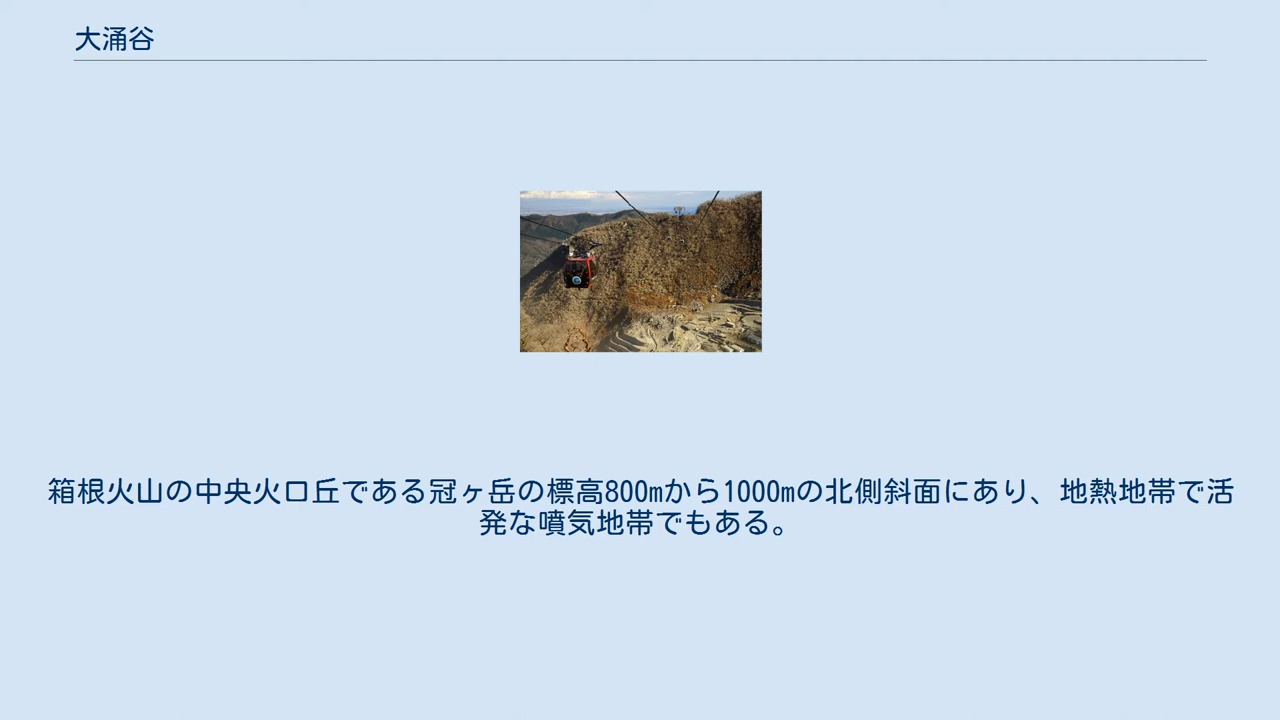 大涌谷
箱根火山の中央火口丘である冠ヶ岳の標高800mから1000mの北側斜面にあり、地熱地帯で活
発な噴気地帯でもある。